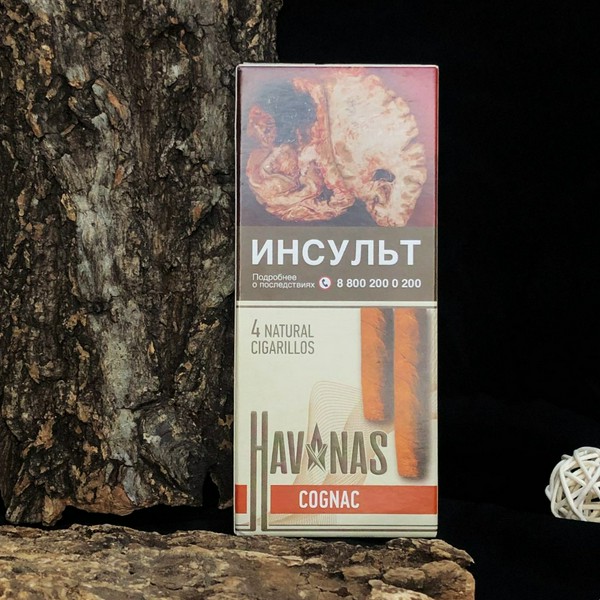 ИНСУЛЬТ
Подробнее
о последствиях 8 800 200 0 200
4 NATURAL
CIGARILLOS
HAVANAS
COGNAC